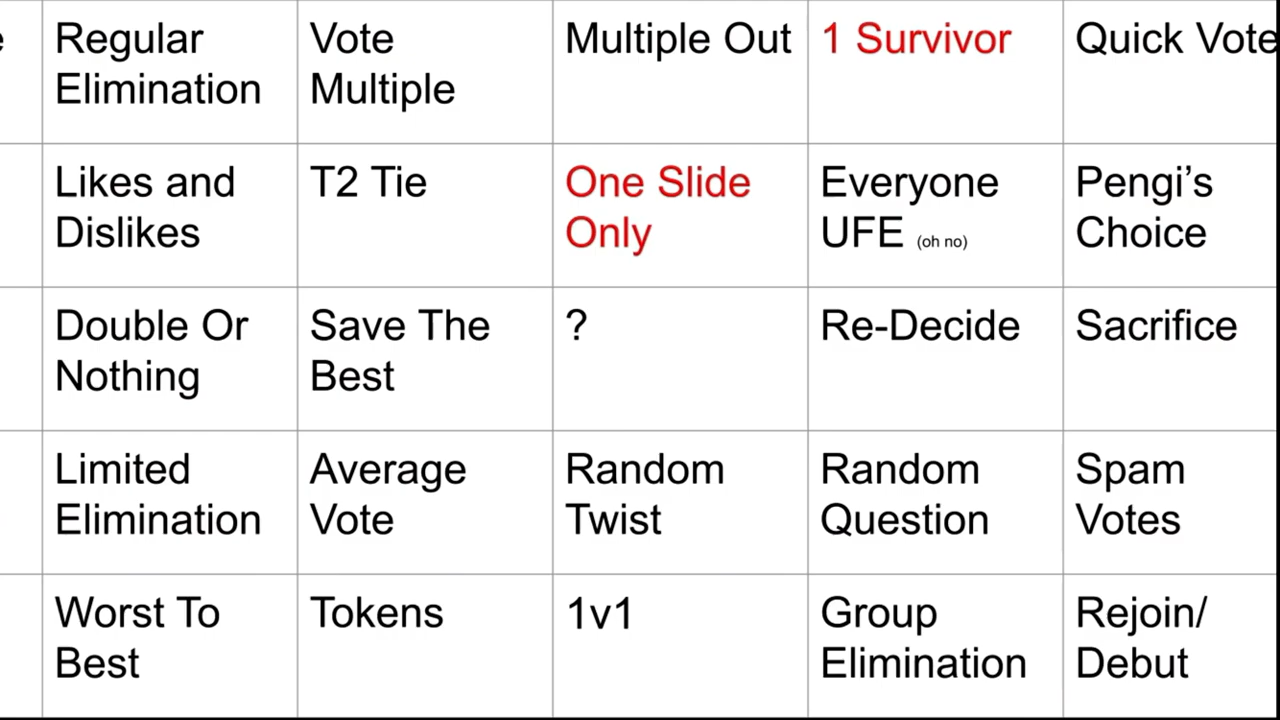 Regular
Elimination
Vote
Multiple
Multiple Out
1 Survivor
Quick Vote
Likes and
Dislikes
T2 Tie
One Slide
Only
Everyone
UFE (oh no)
Pengi's
Choice
Double Or
Nothing
Save The
Best
?
Re-Decide
Sacrifice
Limited
Elimination
Average
Vote
Random
Twist
Random
Question
Spam
Votes
Worst To
Best
Tokens
1v1
Group
Elimination
Rejoin/
Debut